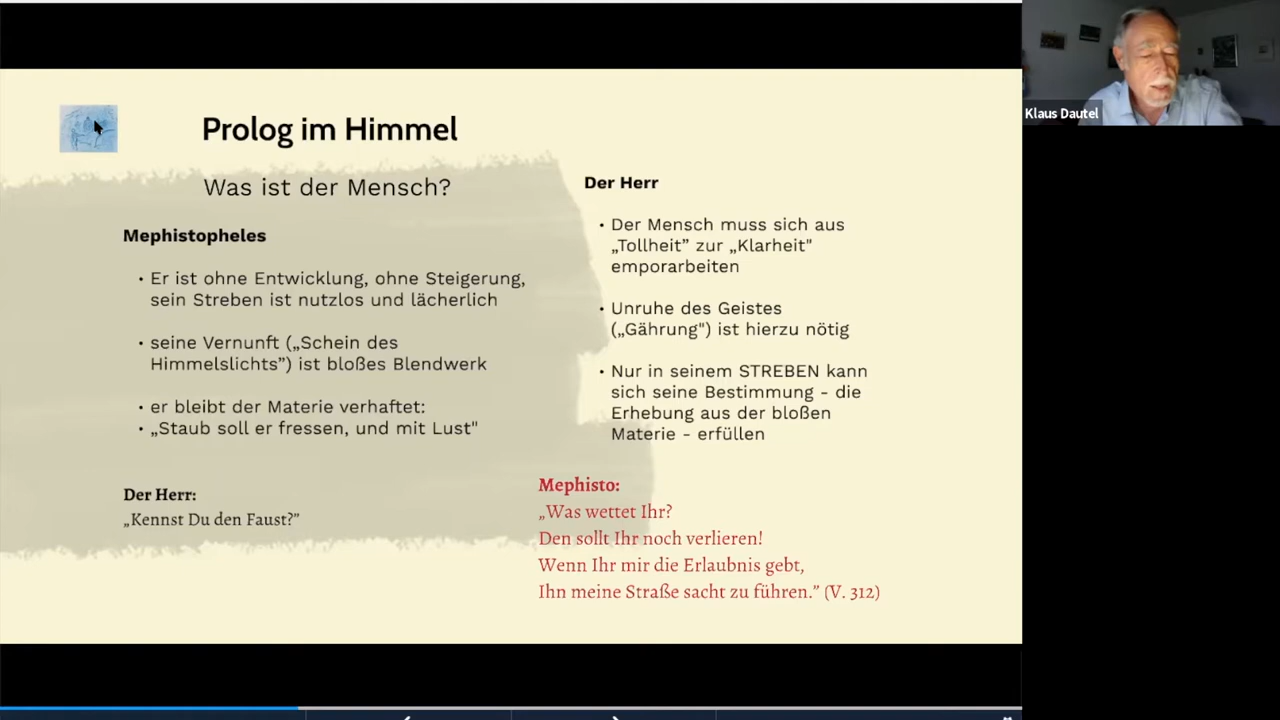 Prolog im Himmel
Was ist der Mensch?
Mephistopheles
• Er ist ohne Entwicklung, ohne Steigerung,
sein Streben ist nutzlos und lächerlich
• seine Vernunft („Schein des
Himmelslichts”) ist bloßes Blendwerk
• er bleibt der Materie verhaftet:
• „Staub soll er fressen, und mit Lust"
Der Herr:
„Kennst Du den Faust?”
Der Herr
• Der Mensch muss sich aus
„Tollheit” zur „Klarheit"
emporarbeiten
• Unruhe des Geistes
(„Gährung") ist hierzu nötig
• Nur in seinem STREBEN kann
sich seine Bestimmung - die
Erhebung aus der bloßen
Materie - erfüllen
Mephisto:
„Was wettet Ihr?
Den sollt Ihr noch verlieren!
Wenn Ihr mir die Erlaubnis gebt,
Ihn meine Straße sacht zu führen.” (V. 312)
Klaus Dautel